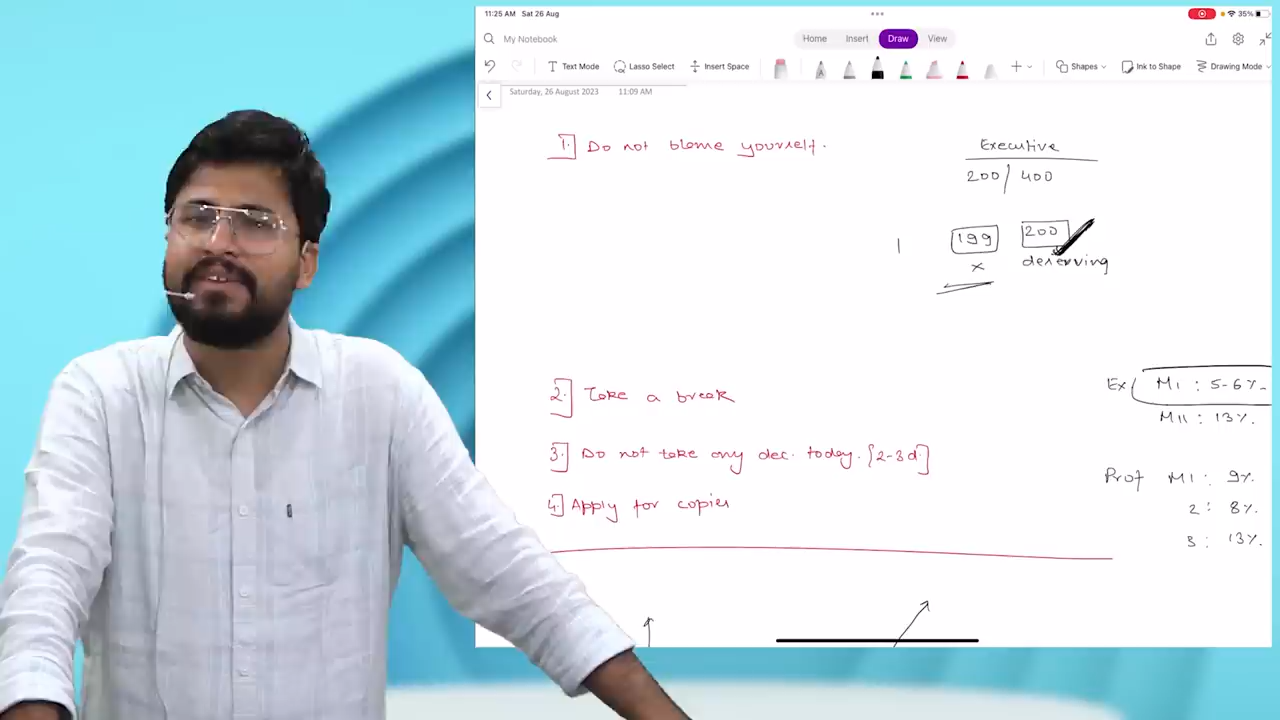 11:25 AM Sat 26 Aug
35%
My Notebook
Home Insert Draw View
Text Mode Lasso Select Insert Space Shapes Ink to Shape Drawing Mode
Saturday, 26 August 2023 11:09 AM
1. Do not blame yourself.
Executive
200/400
1 199 200
x deserving
Ex M1 : 5-6%
M11 : 13%.
2. Take a break
3. Do not take any dec. today. [2-3d.]
4. Apply for copies
Prof M1 : 9%.
2 : 8%.
3 : 13%.